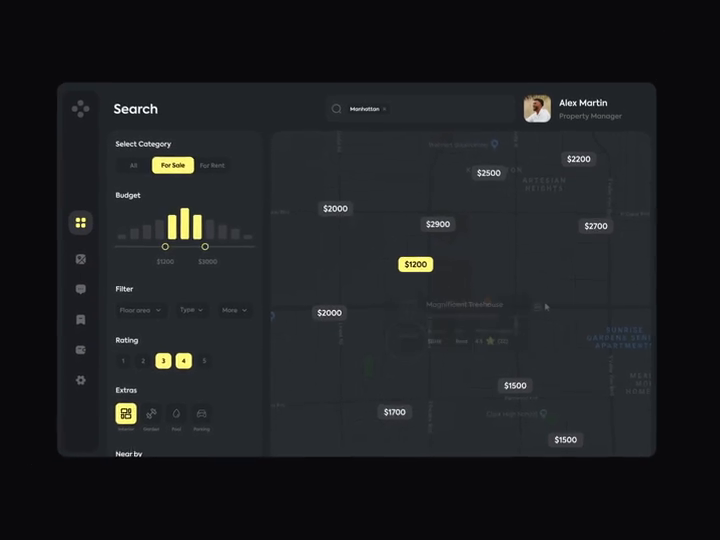 Search
Manhattan ×
Alex Martin
Property Manager
Select Category
All For Sale For Rent
Budget
$1200 $3000
Filter
Floor area Type More
Rating
1 2 3 4 5
Extras
Interior Garden Pool Parking
Near by
$2200
$2500
ARTESIAN
HEIGHTS
$2000
$2900
$2700
$1200
Magnificent Treehouse
$2000
SUNRISE
GARDENS SENI
APARTMENTS
$1500
$1700
$1500